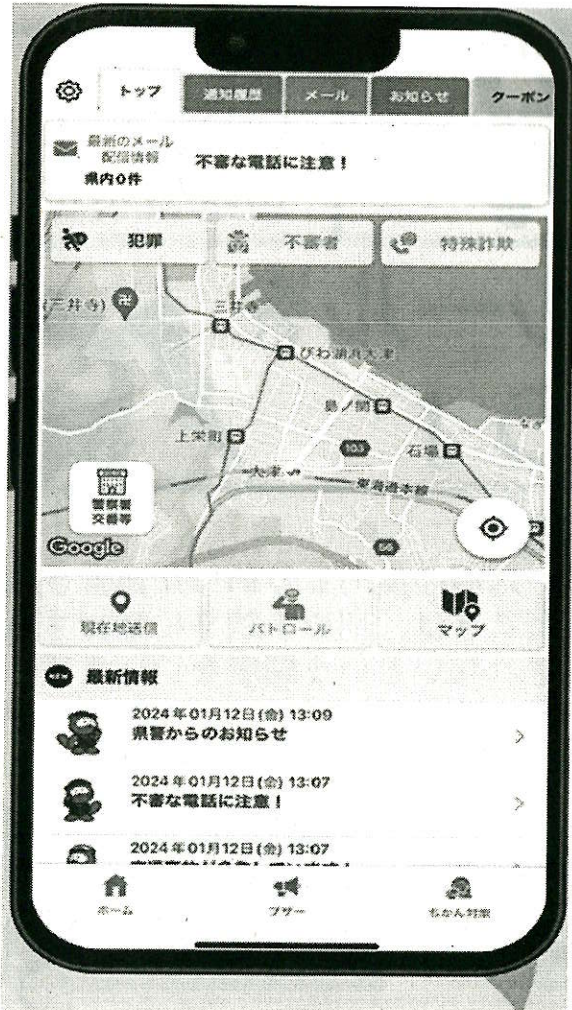 トップ
通知履歴
メール
お知らせ
クーポン
最近のメール
配信情報
県内0件
不審な電話に注意！
犯罪
不審者
特殊詐欺
(三井寺)
三井寺
びわ湖浜大津
島ノ関
上栄町
103
石場
大津
東海道本線
警察署
交番等
Google
現在地送信
パトロール
マップ
NEW
最新情報
2024年01月12日(金) 13:09
県警からのお知らせ
2024年01月12日(金) 13:07
不審な電話に注意！
2024年01月12日(金) 13:07
ホーム
ブザー
ちかん対策